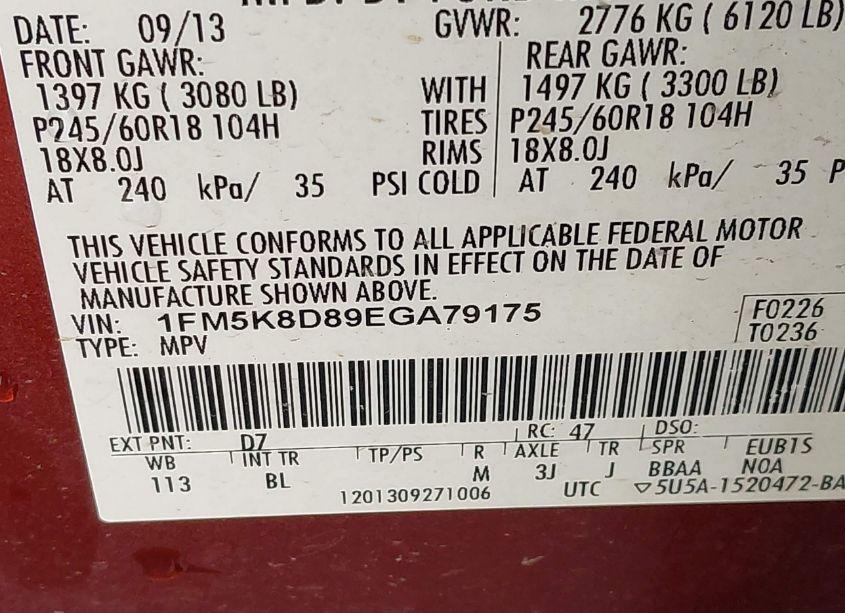 DATE: 09/13 GVWR: 2776 KG ( 6120 LB)
FRONT GAWR: REAR GAWR:
1397 KG ( 3080 LB) WITH 1497 KG ( 3300 LB)
P245/60R18 104H TIRES P245/60R18 104H
18X8.0J RIMS 18X8.0J
AT 240 kPa/ 35 PSI COLD AT 240 kPa/ 35 P
THIS VEHICLE CONFORMS TO ALL APPLICABLE FEDERAL MOTOR
VEHICLE SAFETY STANDARDS IN EFFECT ON THE DATE OF
MANUFACTURE SHOWN ABOVE.
VIN: 1FM5K8D89EGA79175 F0226
TYPE: MPV T0236
EXT PNT: D7 RC: 47 DSO:
WB INT TR TP/PS R AXLE TR SPR EUB1S
113 BL M 3J J BBAA NOA
1201309271006 UTC ▽5U5A-1520472-BA